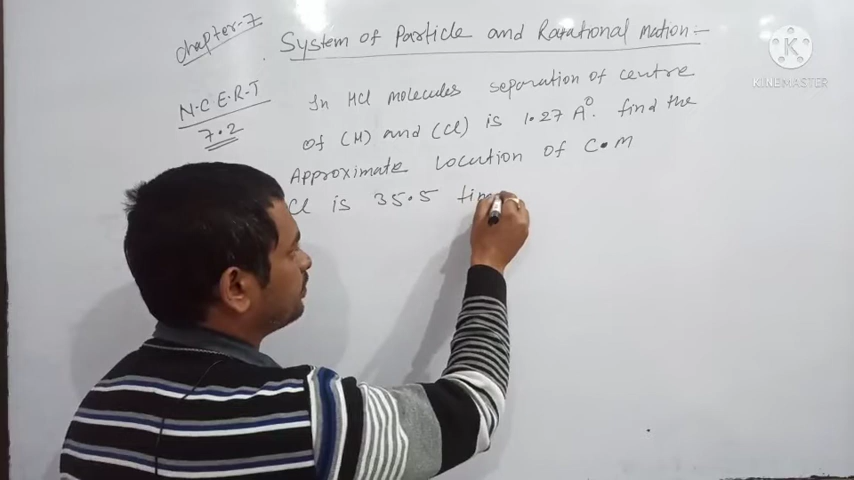 chapter-7
System of Particle and Rotational Motion:-
N.C.E.R.T
7.2
In HCl molecules separation of centre
of (H) and (Cl) is 1.27 A°. find the
Approximate Location of C.M
Cl is 35.5 tim
KINEMASTER